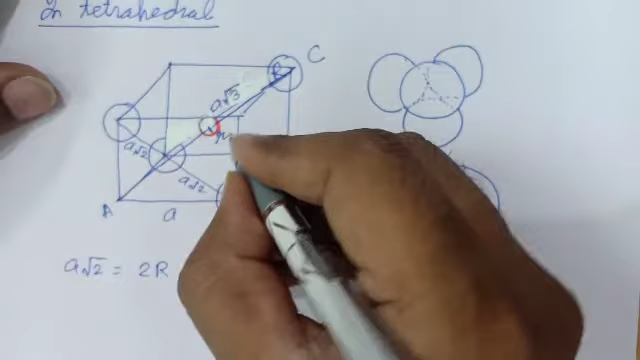 In tetrahedral
C
R
a√3
r
a√2
a√2
A
a
a√2 = 2R